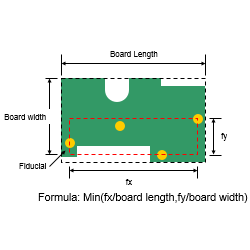 Board Length
Board width
fy
Fiducial
fx
Formula: Min(fx/board length,fy/board width)